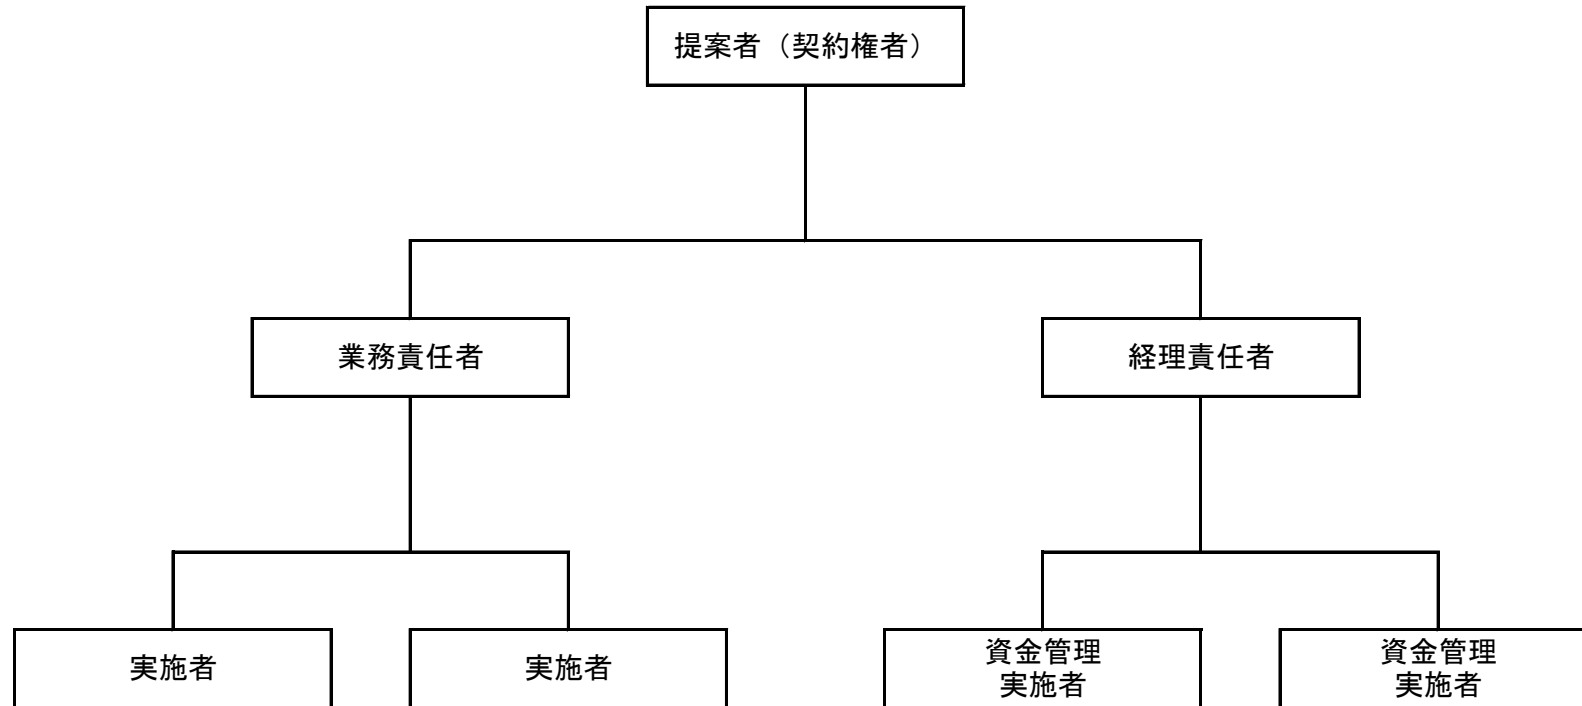 提案者（契約権者）
業務責任者
経理責任者
実施者
実施者
資金管理
実施者
資金管理
実施者